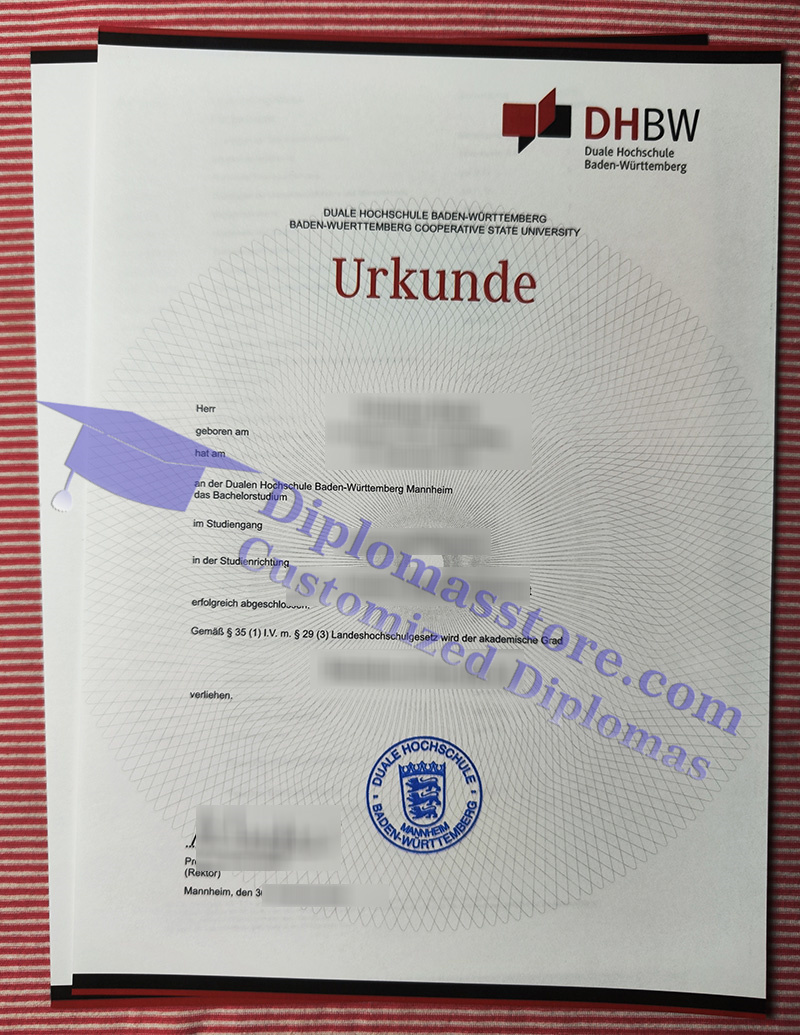 DHBW
Duale Hochschule
Baden-Württemberg
DUALE HOCHSCHULE BADEN-WÜRTTEMBERG
BADEN-WUERTTEMBERG COOPERATIVE STATE UNIVERSITY
Urkunde
Herr
geboren am
hat am
an der Dualen Hochschule Baden-Württemberg Mannheim
das Bachelorstudium
im Studiengang
in der Studienrichtung
erfolgreich abgeschlossen.
Gemäß § 35 (1) I.V. m. § 29 (3) Landeshochschulgesetz wird der akademische Grad
verliehen.
DUALE HOCHSCHULE
MANNHEIM
BADEN-WÜRTTEMBERG
(Rektor)
Mannheim, den
Diplomasstore.com
Customized Diplomas